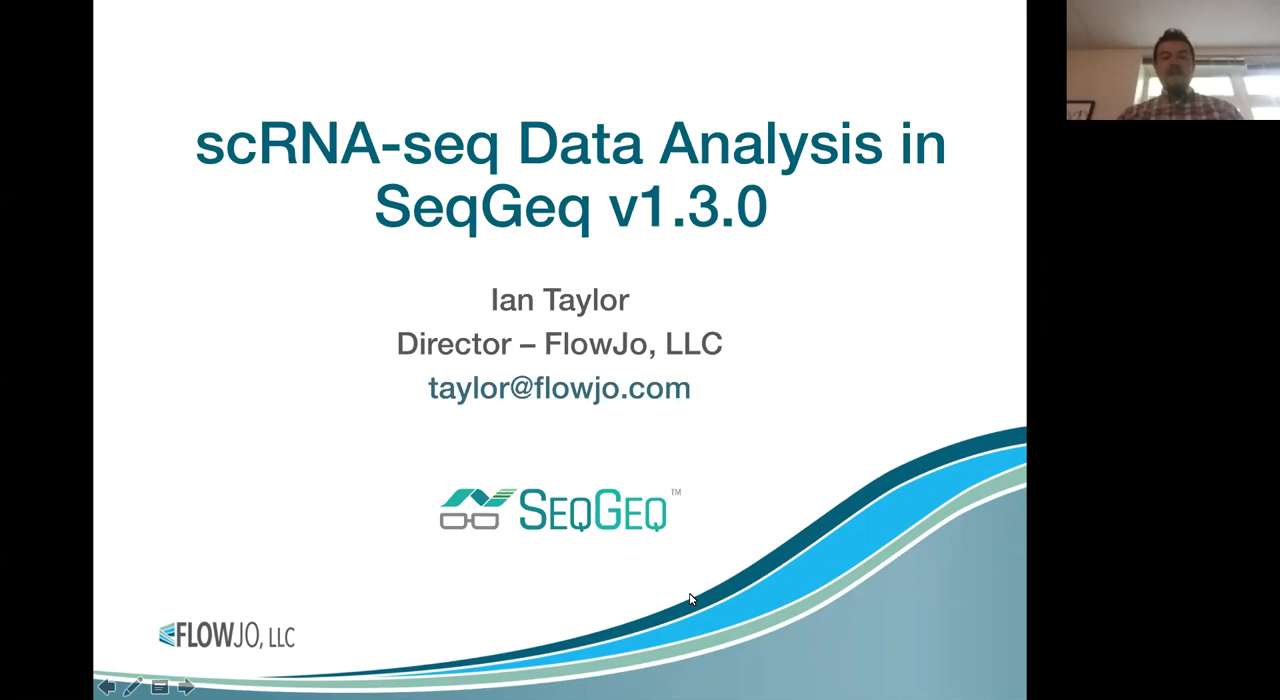 scRNA-seq Data Analysis in
SeqGeq v1.3.0
Ian Taylor
Director – FlowJo, LLC
taylor@flowjo.com
SEQGEQ™
FLOWJO, LLC